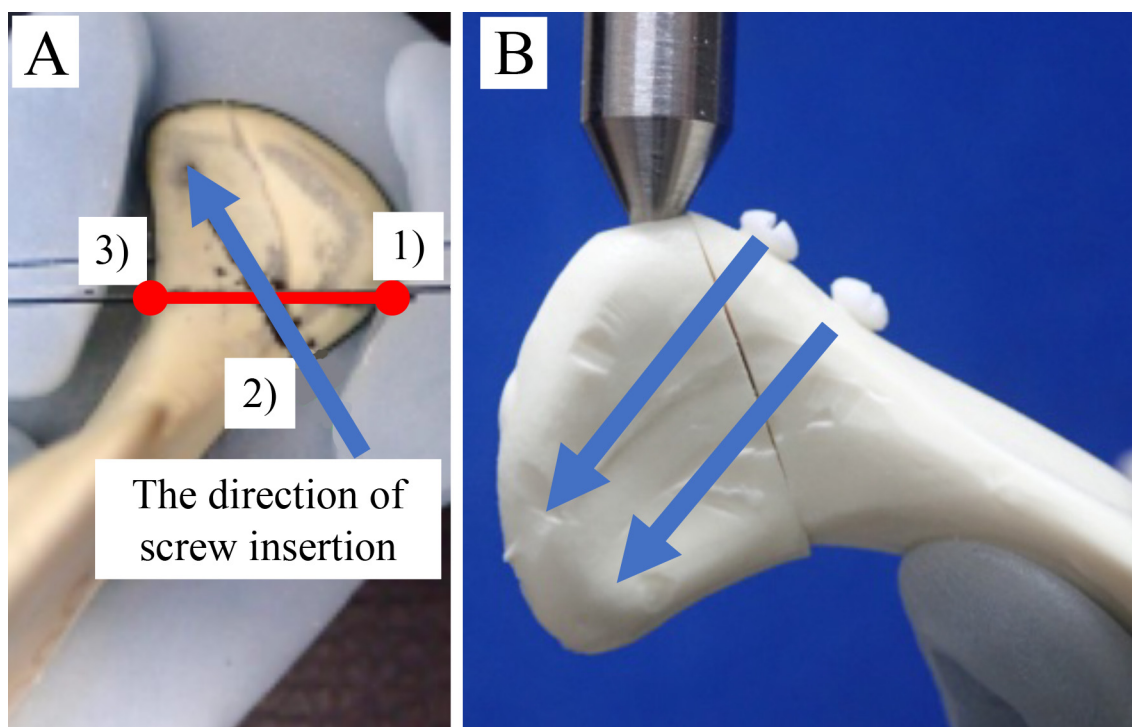 A
B
3)
1)
2)
The direction of
screw insertion